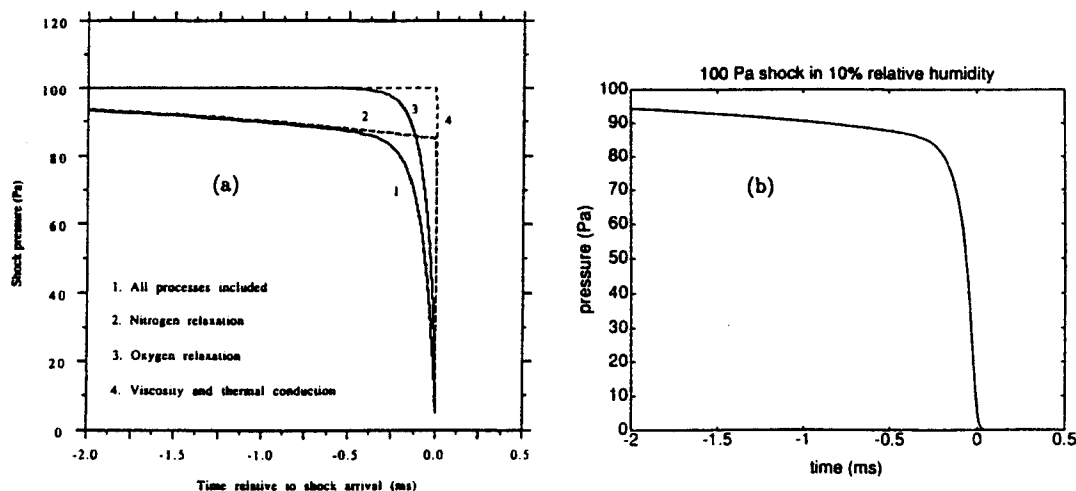 120
100
80
60
40
20
0
Shock pressure (Pa)
(a)
1
2
3
4
1. All processes included
2. Nitrogen relaxation
3. Oxygen relaxation
4. Viscosity and thermal conduction
-2.0 -1.5 -1.0 -0.5 0.0 0.5
Time relative to shock arrival (ms)
100 Pa shock in 10% relative humidity
100
90
80
70
60
50
40
30
20
10
0
pressure (Pa)
(b)
-2 -1.5 -1 -0.5 0 0.5
time (ms)